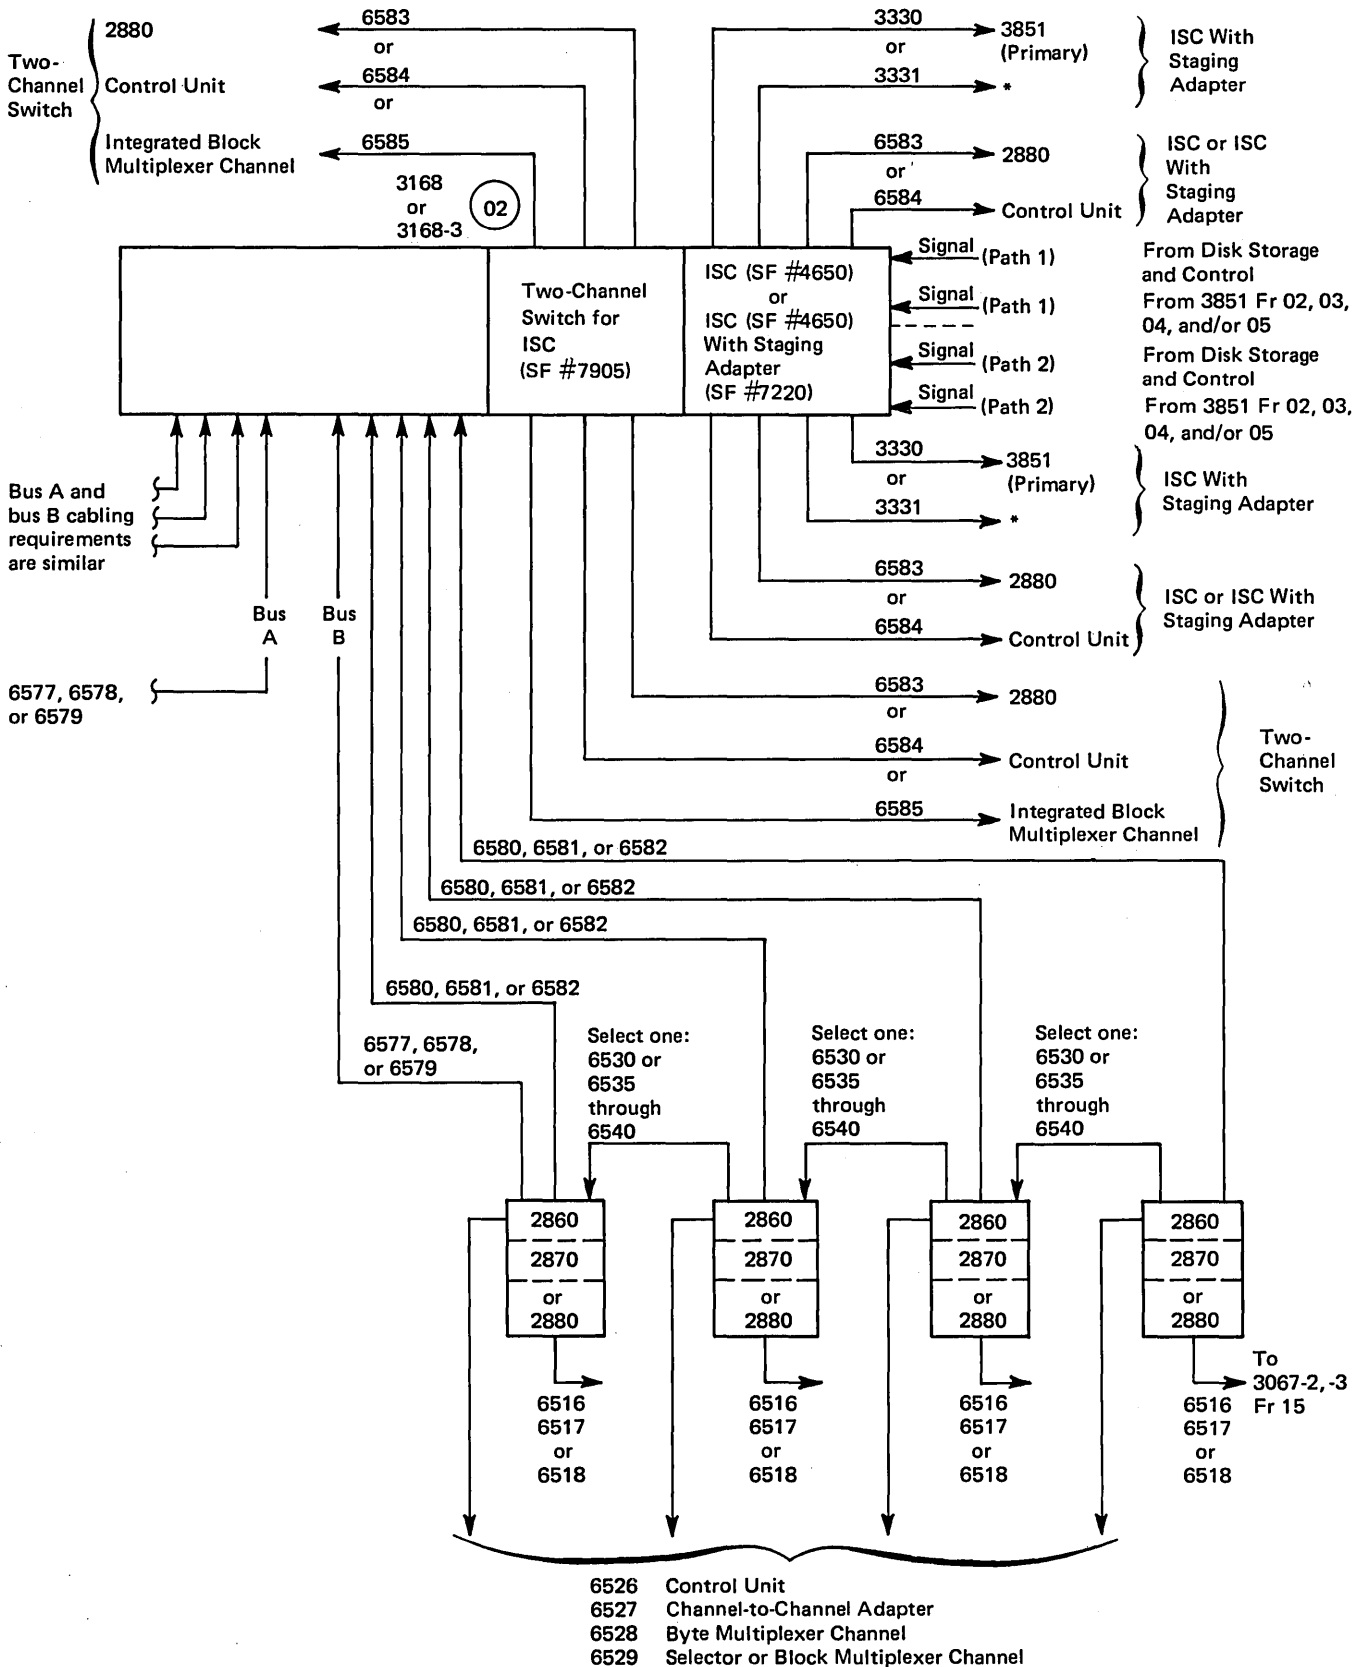 6583
2880
or
Two-
Channel
Switch
6584
Control Unit
or
6585
Integrated Block
Multiplexer Channel
3168
or
3168-3
02
3330
3851
(Primary)
or
3331
*
ISC With
Staging
Adapter
6583
2880
or
6584
Control Unit
ISC or ISC
With
Staging
Adapter
Two-Channel
Switch for
ISC
(SF #7905)
ISC (SF #4650)
or
ISC (SF #4650)
With Staging
Adapter
(SF #7220)
Signal (Path 1)
From Disk Storage
and Control
Signal (Path 1)
From 3851 Fr 02, 03,
04, and/or 05
Signal (Path 2)
From Disk Storage
and Control
Signal (Path 2)
From 3851 Fr 02, 03,
04, and/or 05
3330
3851
(Primary)
or
3331
*
ISC With
Staging Adapter
Bus A and
bus B cabling
requirements
are similar
6583
2880
or
6584
Control Unit
ISC or ISC With
Staging Adapter
Bus
A
Bus
B
6577, 6578,
or 6579
6583
2880
or
6584
Control Unit
or
6585
Integrated Block
Multiplexer Channel
Two-
Channel
Switch
6580, 6581, or 6582
6580, 6581, or 6582
6580, 6581, or 6582
6580, 6581, or 6582
6577, 6578,
or 6579
Select one:
6530 or
6535
through
6540
Select one:
6530 or
6535
through
6540
Select one:
6530 or
6535
through
6540
2860
2870
or
2880
2860
2870
or
2880
2860
2870
or
2880
2860
2870
or
2880
6516
6517
or
6518
6516
6517
or
6518
6516
6517
or
6518
To
3067-2, -3
Fr 15
6516
6517
or
6518
6526 Control Unit
6527 Channel-to-Channel Adapter
6528 Byte Multiplexer Channel
6529 Selector or Block Multiplexer Channel